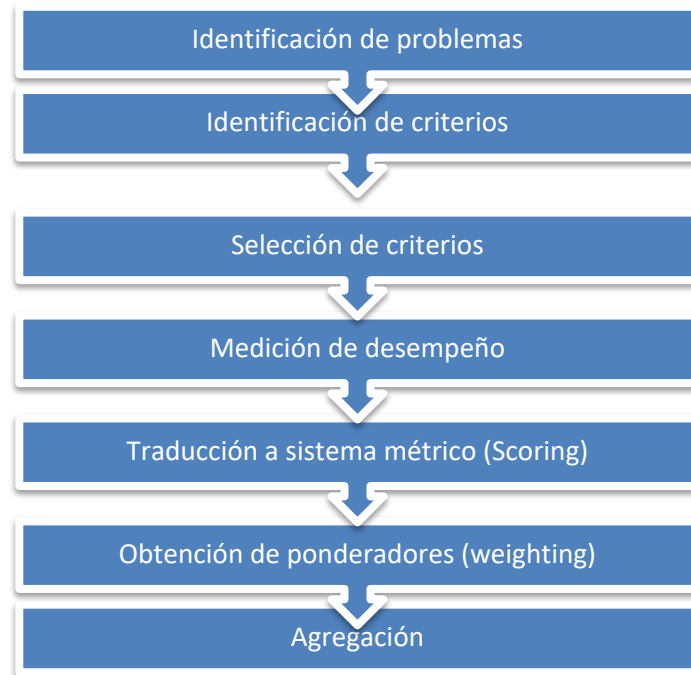 Identificación de problemas
Identificación de criterios
Selección de criterios
Medición de desempeño
Traducción a sistema métrico (Scoring)
Obtención de ponderadores (weighting)
Agregación